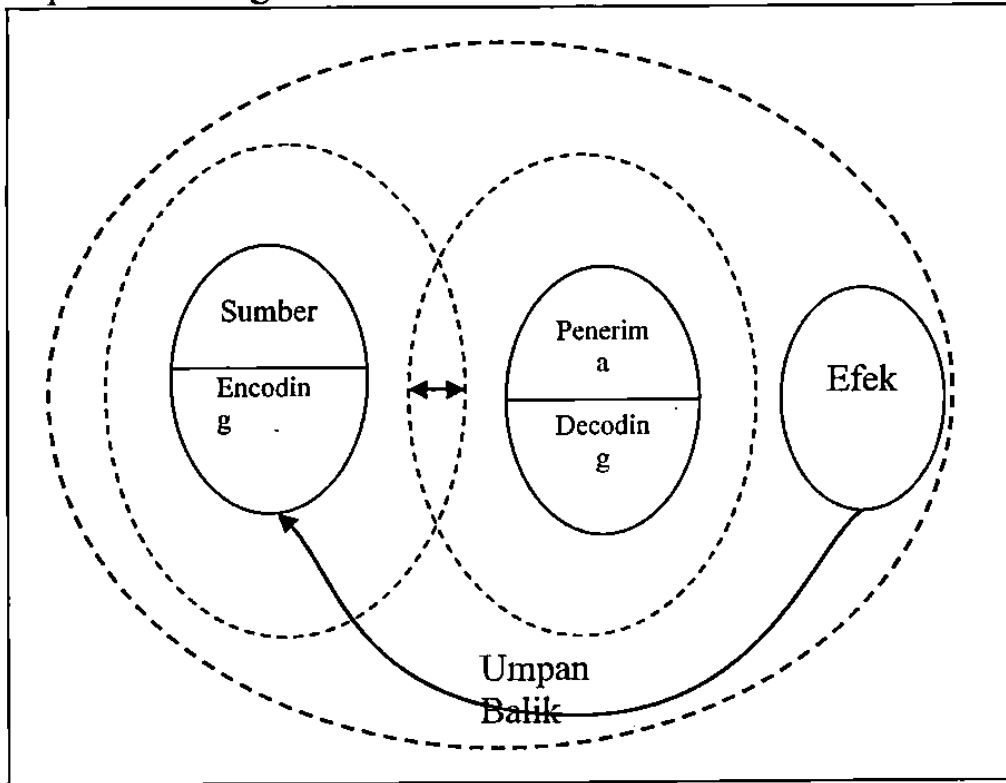 Sumber
Encodin
g
Penerim
a
Decodin
g
Efek
Umpan
Balik